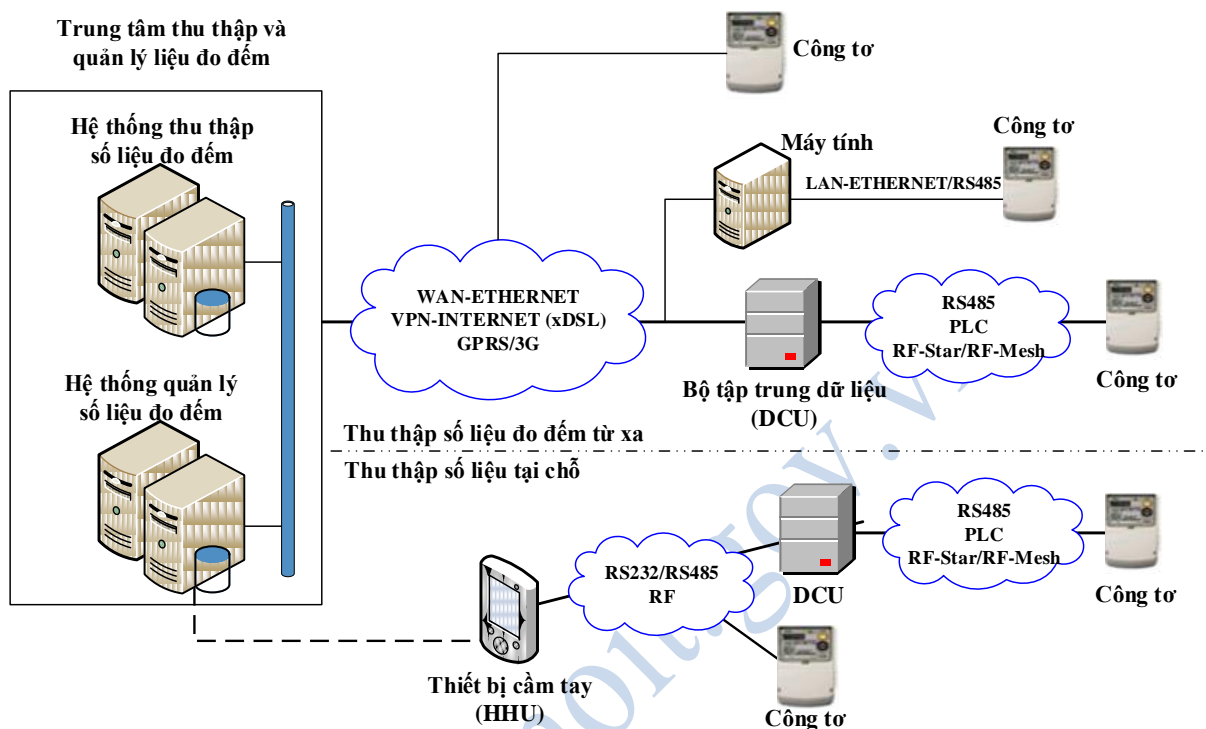 Trung tâm thu thập và
quản lý liệu đo đếm
Hệ thống thu thập
số liệu đo đếm
Hệ thống quản lý
số liệu đo đếm
Công tơ
Máy tính
LAN-ETHERNET/RS485
Công tơ
WAN-ETHERNET
VPN-INTERNET (xDSL)
GPRS/3G
Bộ tập trung dữ liệu
(DCU)
RS485
PLC
RF-Star/RF-Mesh
Công tơ
Thu thập số liệu đo đếm từ xa
Thu thập số liệu tại chỗ
Thiết bị cầm tay
(HHU)
RS232/RS485
RF
DCU
RS485
PLC
RF-Star/RF-Mesh
Công tơ
Công tơ